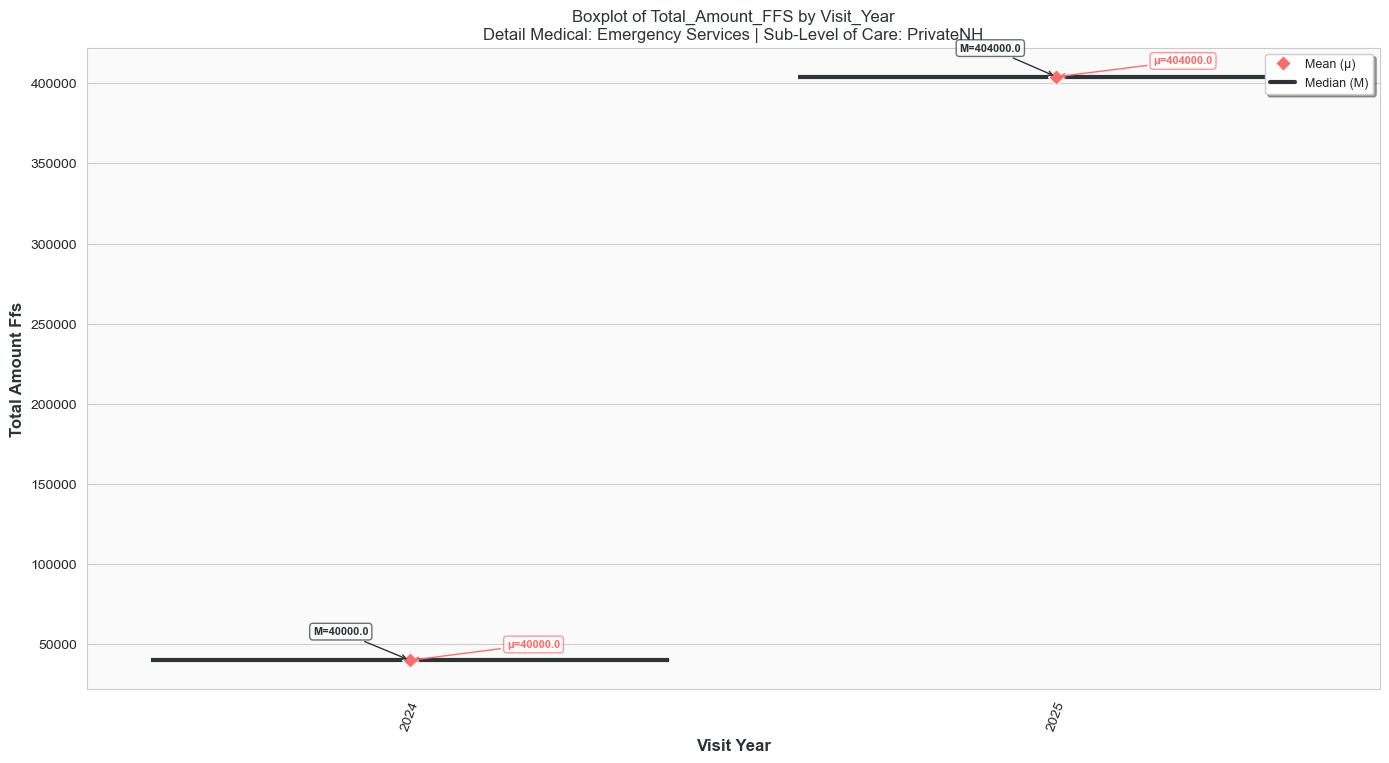 Boxplot of Total_Amount_FFS by Visit_Year
Detail Medical: Emergency Services | Sub-Level of Care: PrivateNH
M=404000.0
μ=404000.0
Mean (μ)
Median (M)
400000
350000
300000
250000
200000
150000
100000
50000
Total Amount Ffs
M=40000.0
μ=40000.0
2024
2025
Visit Year